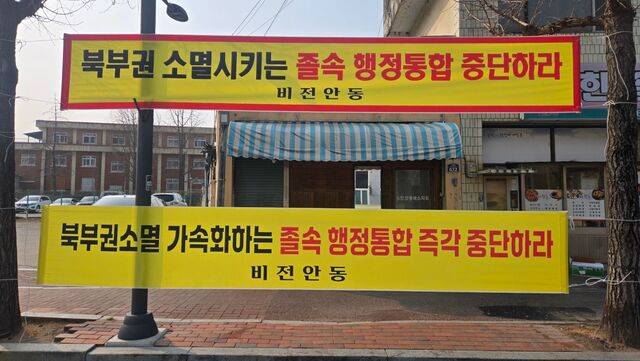 북부권 소멸시키는 졸속 행정통합 중단하라
비전안동
한
672
북부권소멸 가속화하는 졸속 행정통합 즉각 중단하라
비전안동